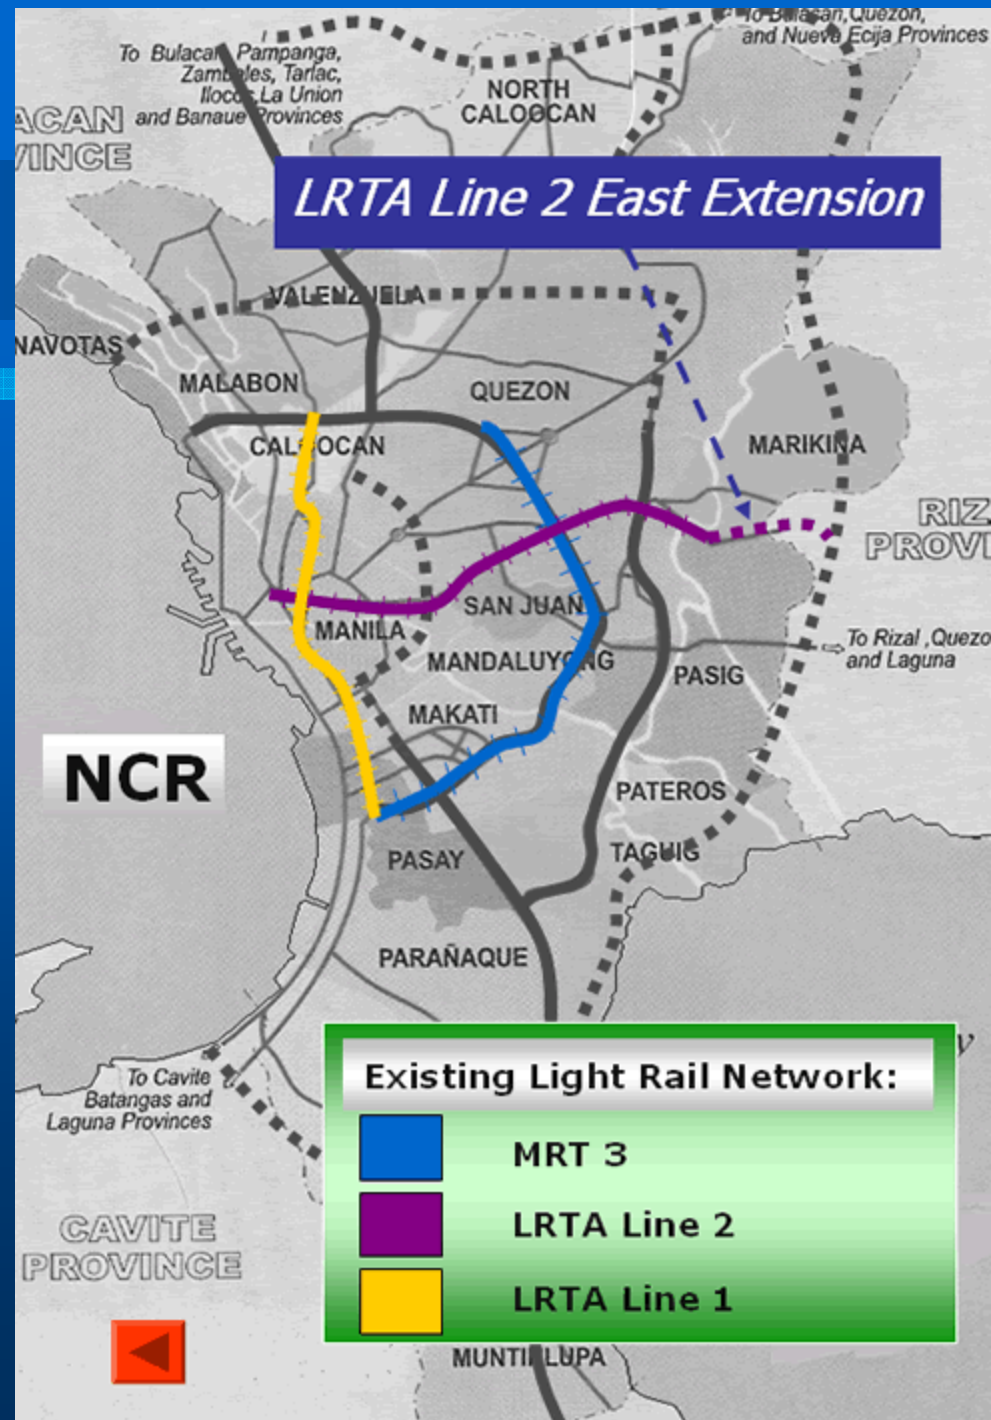 To Bulacan, Quezon,
and Nueva Ecija Provinces
To Bulacan, Pampanga,
Zambales, Tarlac,
Ilocos, La Union
and Banaue Provinces
NORTH
CALOOCAN
ACAN
VINCE
LRTA Line 2 East Extension
VALENZUELA
NAVOTAS
MALABON
QUEZON
CALOOCAN
MARIKINA
RIZ
PROVI
SAN JUAN
MANILA
MANDALUYONG
To Rizal ,Quezo
and Laguna
PASIG
MAKATI
NCR
PATEROS
TAGUIG
PASAY
PARAÑAQUE
y
Existing Light Rail Network:
To Cavite
Batangas and
Laguna Provinces
MRT 3
LRTA Line 2
CAVITE
PROVINCE
LRTA Line 1
MUNTINLUPA